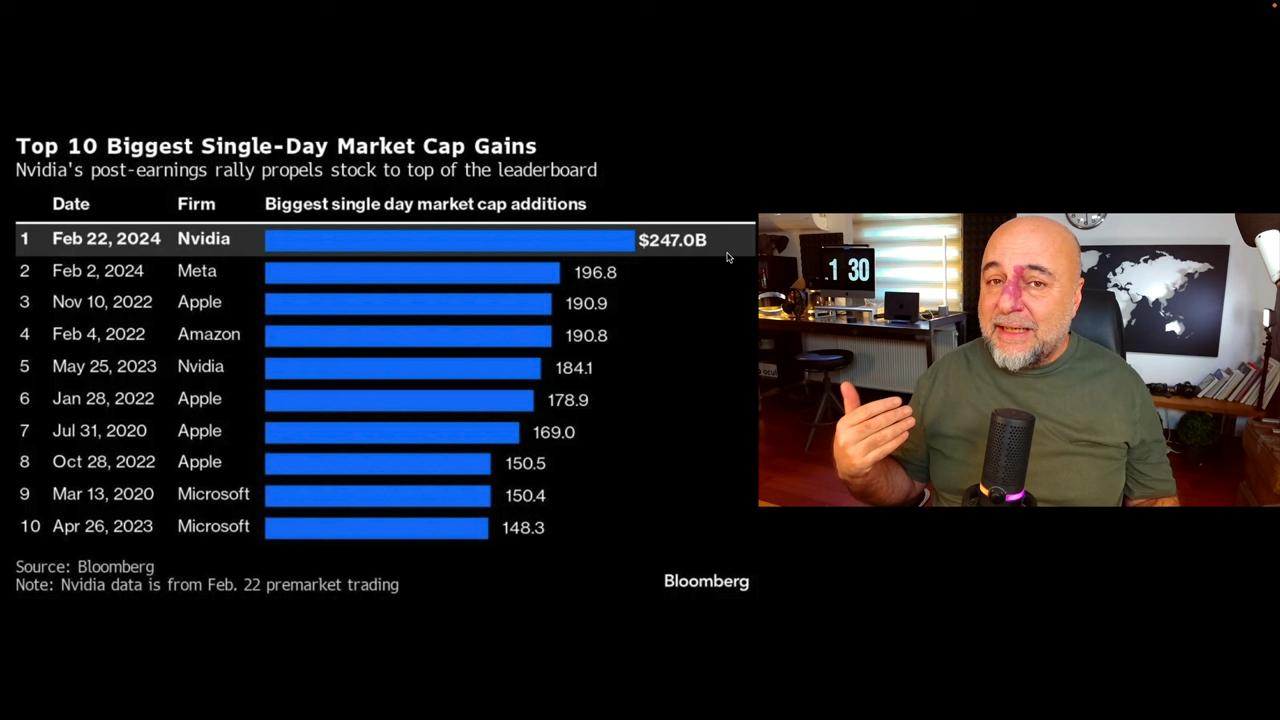 Top 10 Biggest Single-Day Market Cap Gains
Nvidia's post-earnings rally propels stock to top of the leaderboard
Date Firm Biggest single day market cap additions
1 Feb 22, 2024 Nvidia $247.0B
2 Feb 2, 2024 Meta 196.8
3 Nov 10, 2022 Apple 190.9
4 Feb 4, 2022 Amazon 190.8
5 May 25, 2023 Nvidia 184.1
6 Jan 28, 2022 Apple 178.9
7 Jul 31, 2020 Apple 169.0
8 Oct 28, 2022 Apple 150.5
9 Mar 13, 2020 Microsoft 150.4
10 Apr 26, 2023 Microsoft 148.3
Source: Bloomberg
Note: Nvidia data is from Feb. 22 premarket trading
Bloomberg
1 30